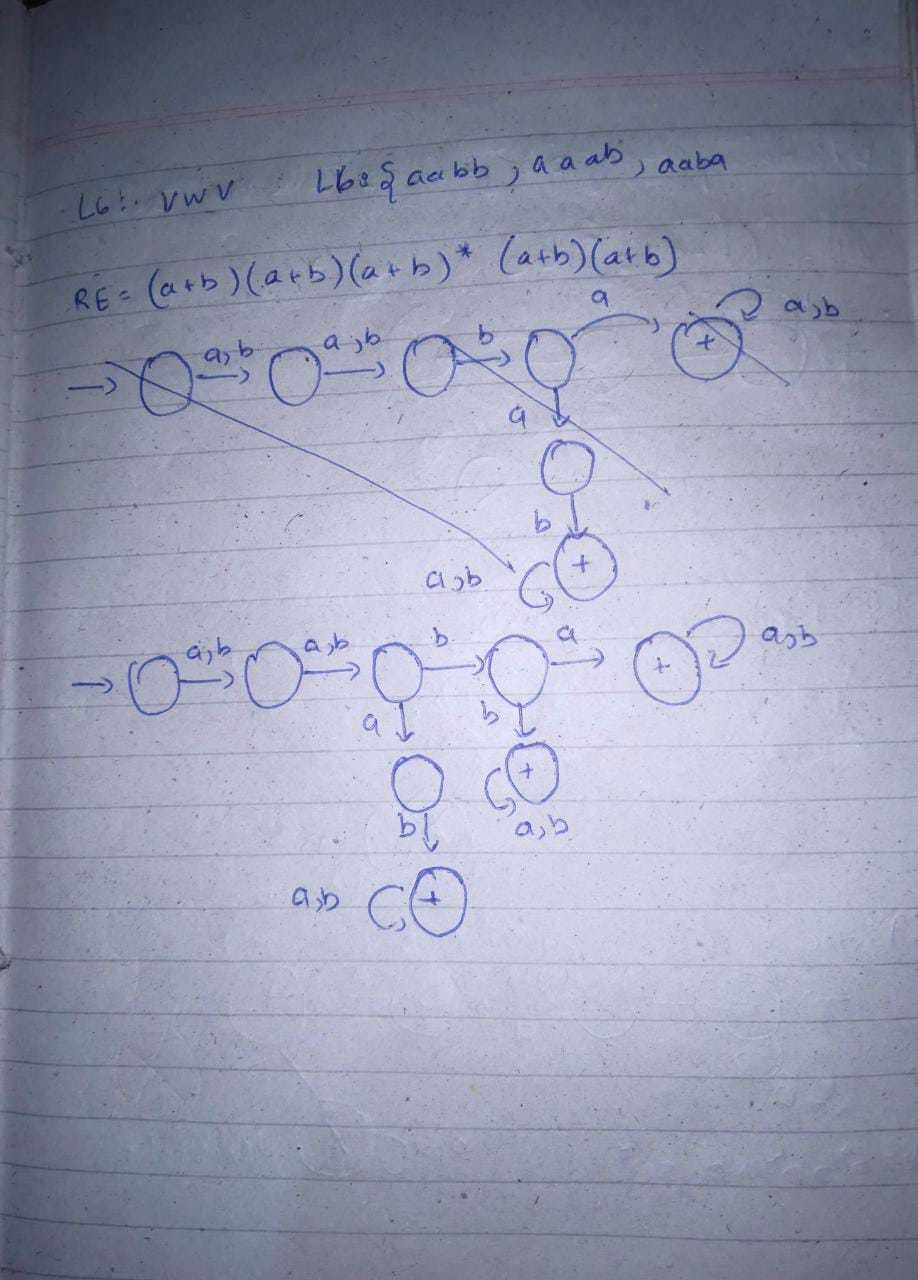 L6:. VWV L6:{aabb, aaab, aaba
RE = (a+b)(a+b)(a+b)* (a+b)(a+b)
a,b a,b b a + a,b
a
b
a,b +
a,b a,b b a + a,b
a b
+
b a,b
a,b +